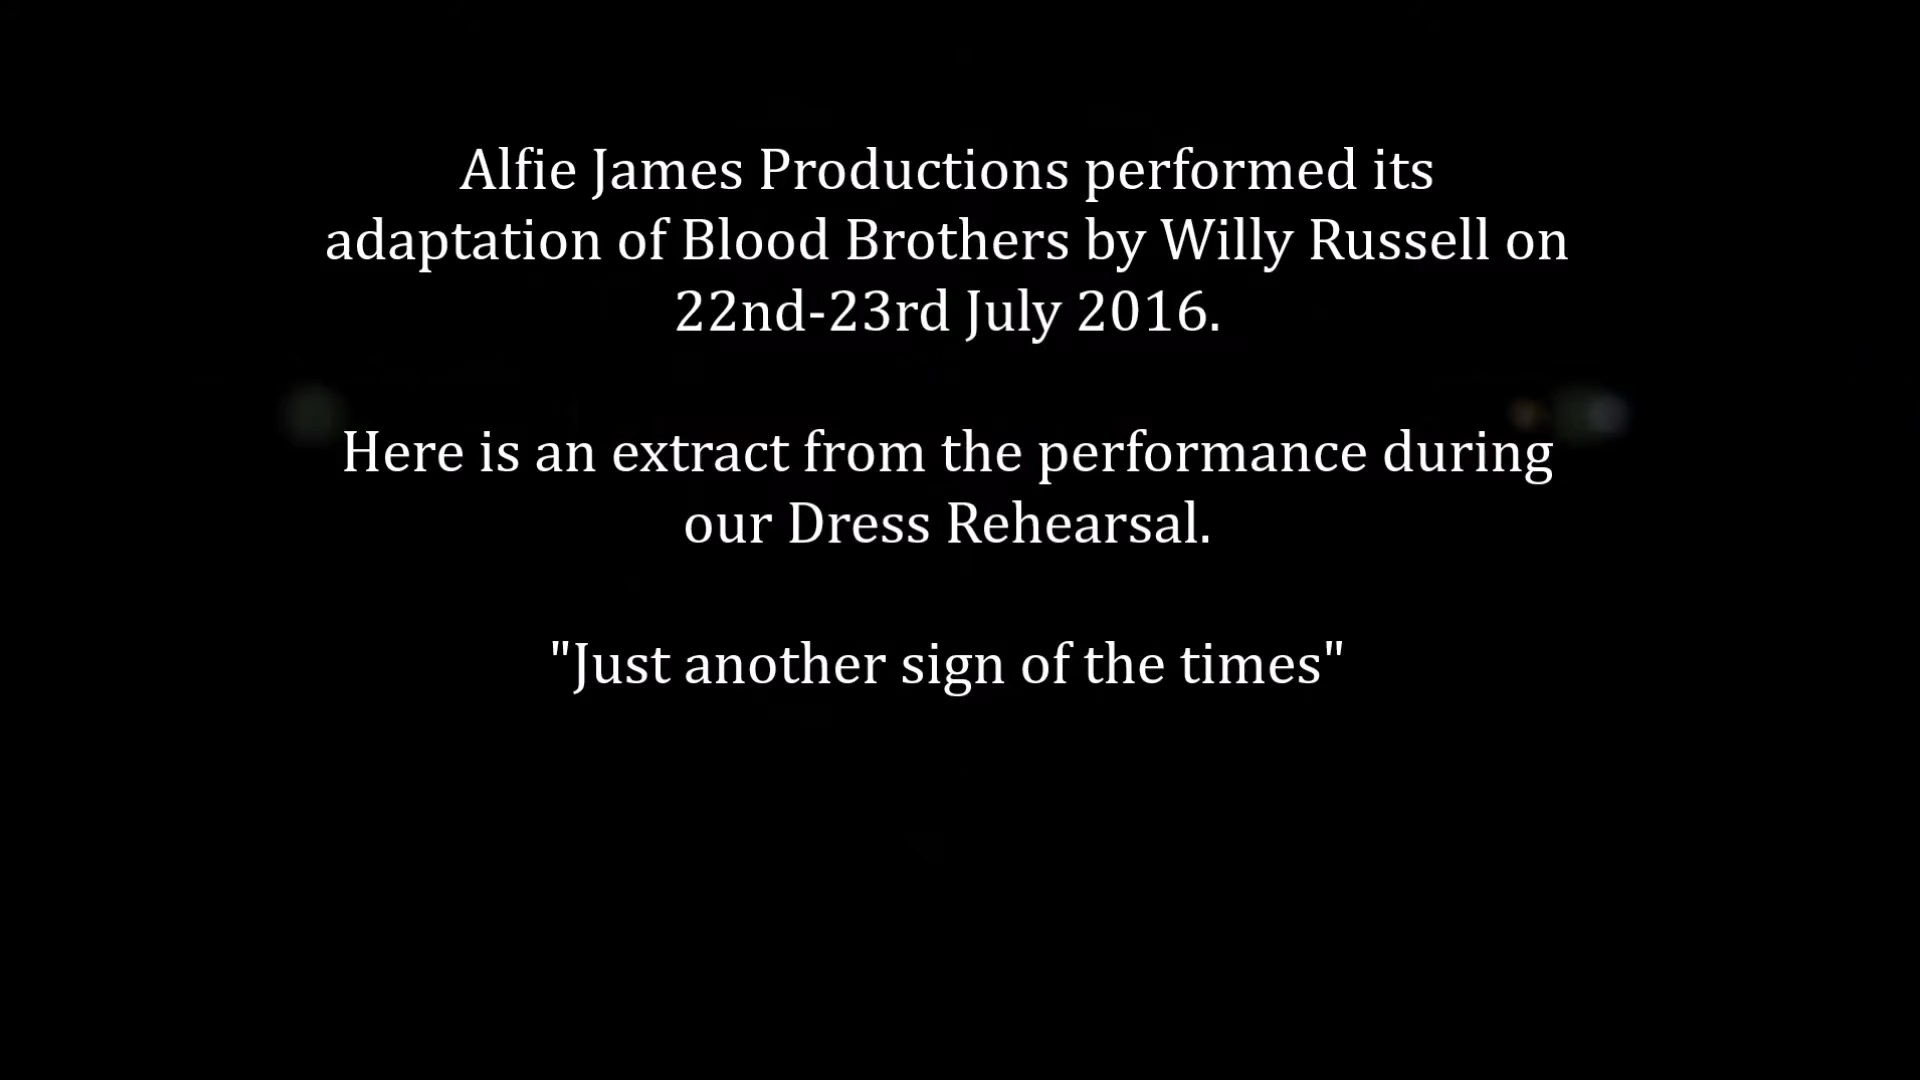 Alfie James Productions performed its
adaptation of Blood Brothers by Willy Russell on
22nd-23rd July 2016.
Here is an extract from the performance during
our Dress Rehearsal.
"Just another sign of the times"